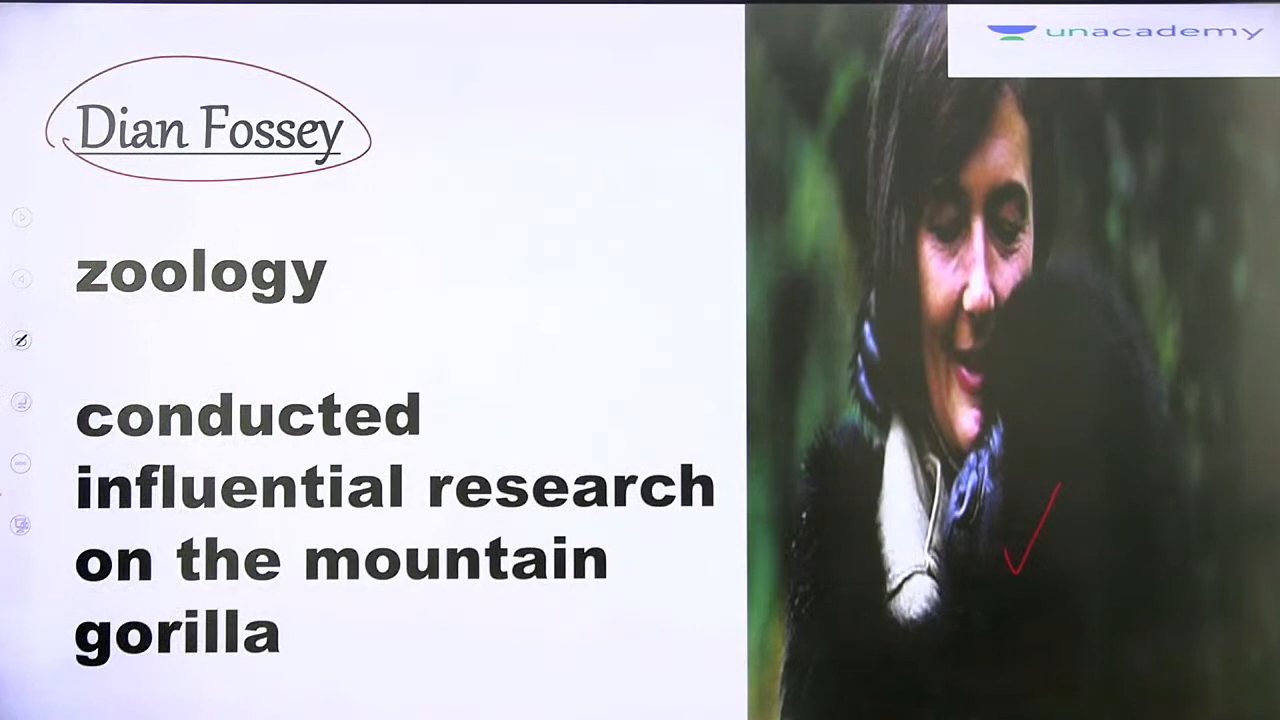 unacademy
Dian Fossey
zoology
conducted
influential research
on the mountain
gorilla